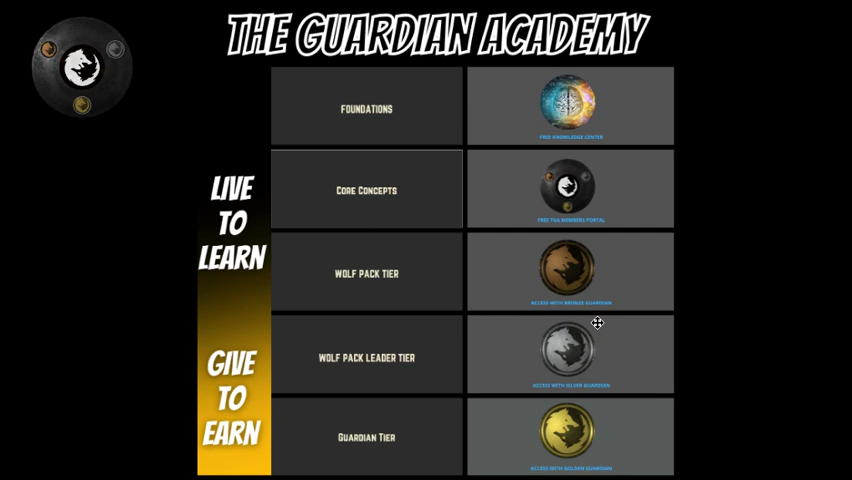 THE GUARDIAN ACADEMY
FOUNDATIONS
FREE KNOWLEDGE CENTER
LIVE
TO
LEARN
CORE CONCEPTS
FREE TGA MEMBERS PORTAL
WOLF PACK TIER
ACCESS WITH BRONZE GUARDIAN
WOLF PACK LEADER TIER
ACCESS WITH SILVER GUARDIAN
GIVE
TO
EARN
GUARDIAN TIER
ACCESS WITH GOLDEN GUARDIAN